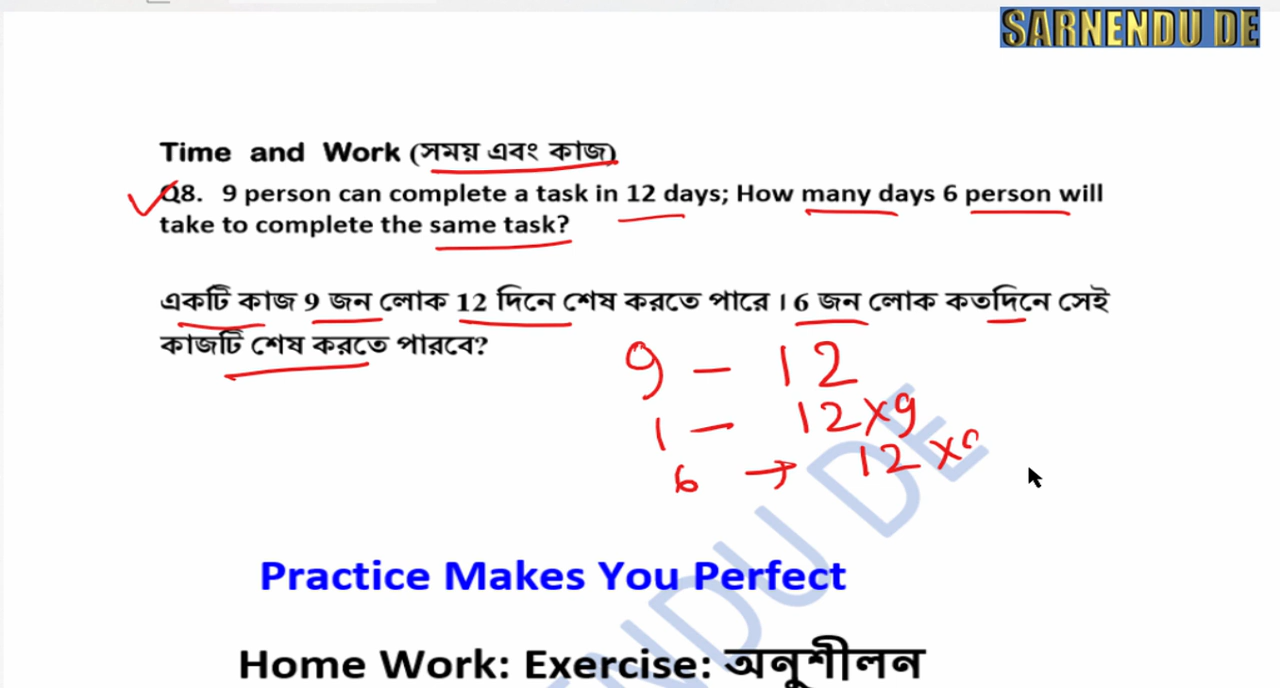 SARNENDU DE
Time and Work (সময় এবং কাজ)
Q8. 9 person can complete a task in 12 days; How many days 6 person will
take to complete the same task?
একটি কাজ 9 জন লোক 12 দিনে শেষ করতে পারে। 6 জন লোক কতদিনে সেই
কাজটি শেষ করতে পারবে?
9 – 12
1 – 12×9
6 → 12×
Practice Makes You Perfect
Home Work: Exercise: অনুশীলন